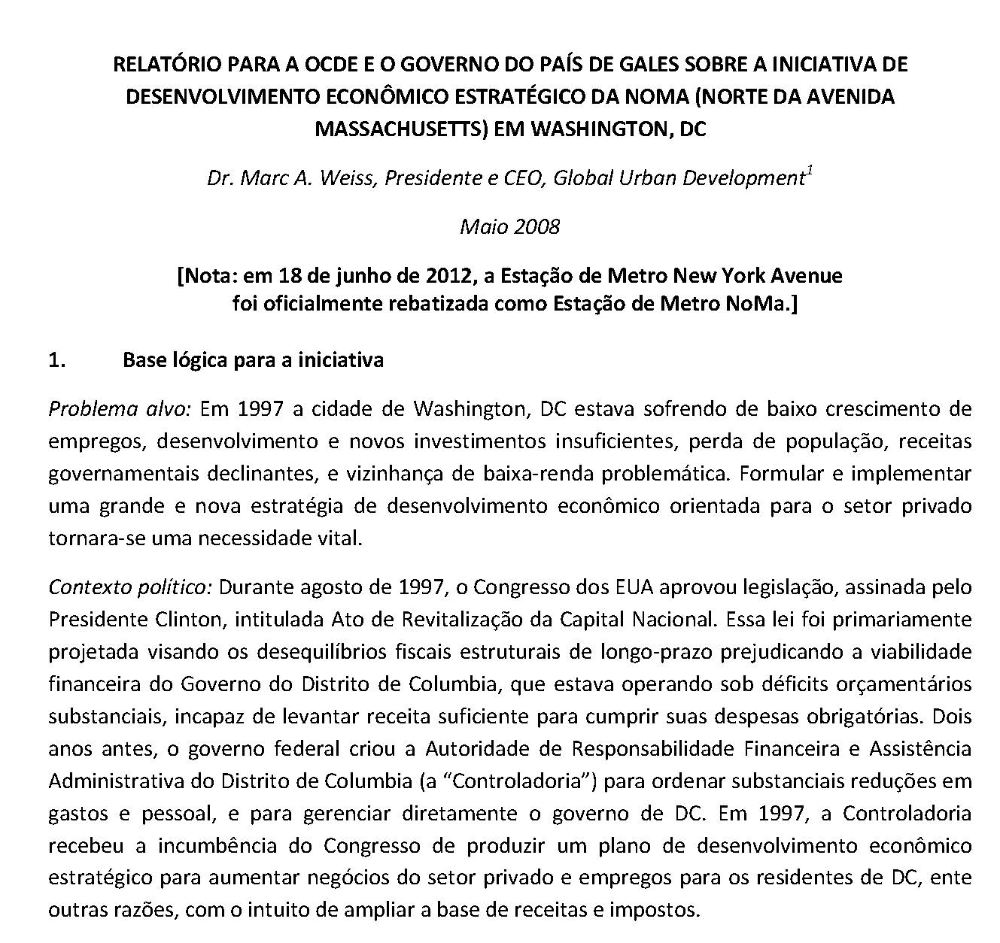 RELATÓRIO PARA A OCDE E O GOVERNO DO PAÍS DE GALES SOBRE A INICIATIVA DE
DESENVOLVIMENTO ECONÔMICO ESTRATÉGICO DA NOMA (NORTE DA AVENIDA
MASSACHUSETTS) EM WASHINGTON, DC
Dr. Marc A. Weiss, Presidente e CEO, Global Urban Development1
Maio 2008
[Nota: em 18 de junho de 2012, a Estação de Metro New York Avenue
foi oficialmente rebatizada como Estação de Metro NoMa.]
1. Base lógica para a iniciativa
Problema alvo: Em 1997 a cidade de Washington, DC estava sofrendo de baixo crescimento de
empregos, desenvolvimento e novos investimentos insuficientes, perda de população, receitas
governamentais declinantes, e vizinhança de baixa-renda problemática. Formular e implementar
uma grande e nova estratégia de desenvolvimento econômico orientada para o setor privado
tornara-se uma necessidade vital.
Contexto político: Durante agosto de 1997, o Congresso dos EUA aprovou legislação, assinada pelo
Presidente Clinton, intitulada Ato de Revitalização da Capital Nacional. Essa lei foi primariamente
projetada visando os desequilíbrios fiscais estruturais de longo-prazo prejudicando a viabilidade
financeira do Governo do Distrito de Columbia, que estava operando sob déficits orçamentários
substanciais, incapaz de levantar receita suficiente para cumprir suas despesas obrigatórias. Dois
anos antes, o governo federal criou a Autoridade de Responsabilidade Financeira e Assistência
Administrativa do Distrito de Columbia (a “Controladoria”) para ordenar substanciais reduções em
gastos e pessoal, e para gerenciar diretamente o governo de DC. Em 1997, a Controladoria
recebeu a incumbência do Congresso de produzir um plano de desenvolvimento econômico
estratégico para aumentar negócios do setor privado e empregos para os residentes de DC, ente
outras razões, com o intuito de ampliar a base de receitas e impostos.